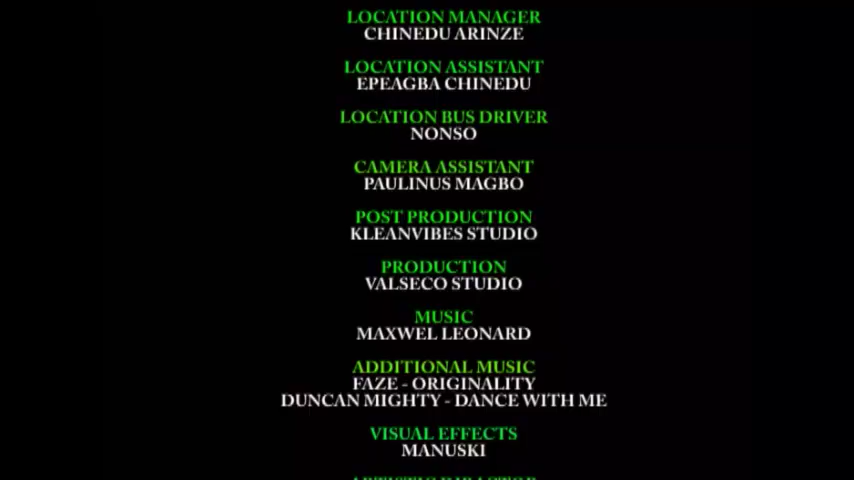 LOCATION MANAGER
CHINEDU ARINZE
LOCATION ASSISTANT
EPEAGBA CHINEDU
LOCATION BUS DRIVER
NONSO
CAMERA ASSISTANT
PAULINUS MAGBO
POST PRODUCTION
KLEANVIBES STUDIO
PRODUCTION
VALSECO STUDIO
MUSIC
MAXWEL LEONARD
ADDITIONAL MUSIC
FAZE - ORIGINALITY
DUNCAN MIGHTY - DANCE WITH ME
VISUAL EFFECTS
MANUSKI